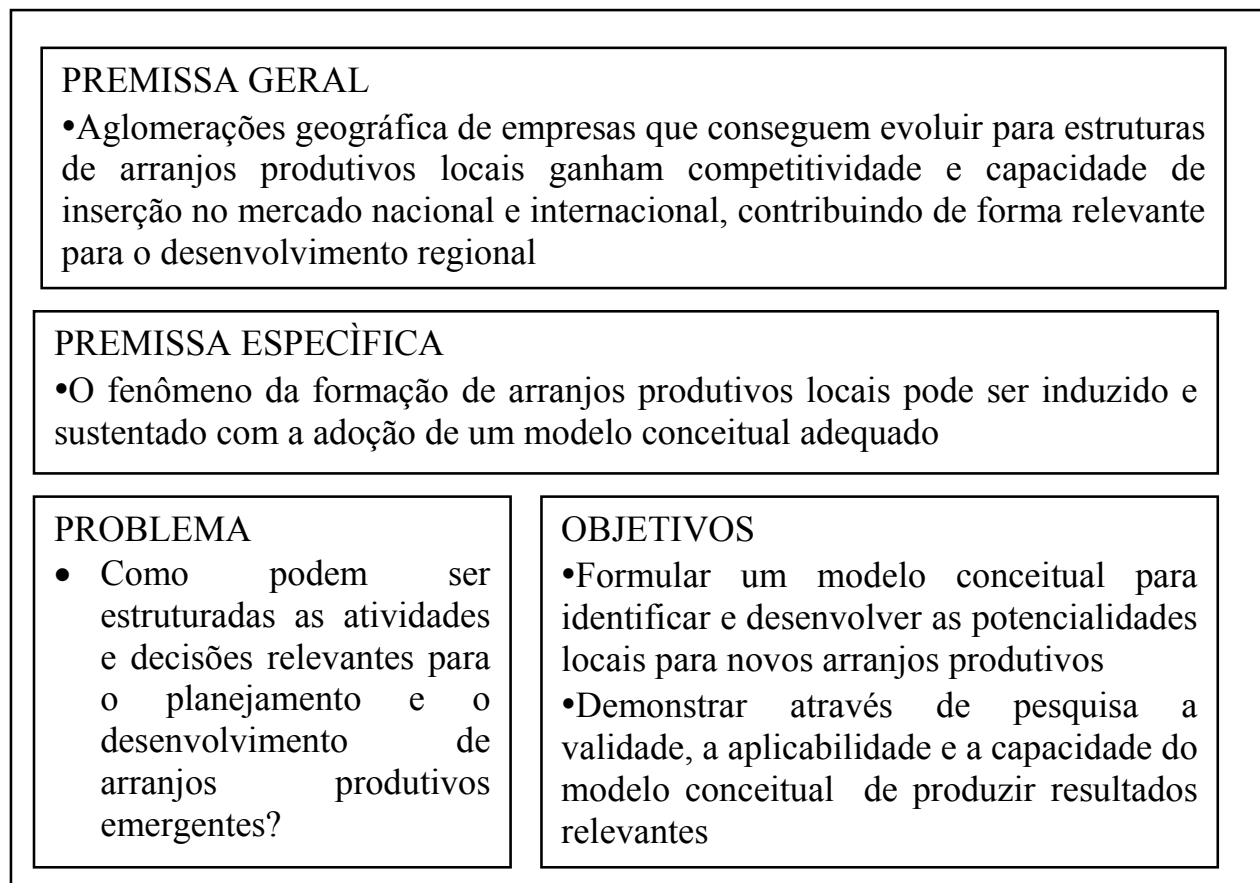 PREMISSA GERAL
•Aglomerações geográfica de empresas que conseguem evoluir para estruturas
de arranjos produtivos locais ganham competitividade e capacidade de
inserção no mercado nacional e internacional, contribuindo de forma relevante
para o desenvolvimento regional
PREMISSA ESPECÌFICA
•O fenômeno da formação de arranjos produtivos locais pode ser induzido e
sustentado com a adoção de um modelo conceitual adequado
PROBLEMA
• Como podem ser
estruturadas as atividades
e decisões relevantes para
o planejamento e o
desenvolvimento de
arranjos produtivos
emergentes?
OBJETIVOS
•Formular um modelo conceitual para
identificar e desenvolver as potencialidades
locais para novos arranjos produtivos
•Demonstrar através de pesquisa a
validade, a aplicabilidade e a capacidade do
modelo conceitual de produzir resultados
relevantes